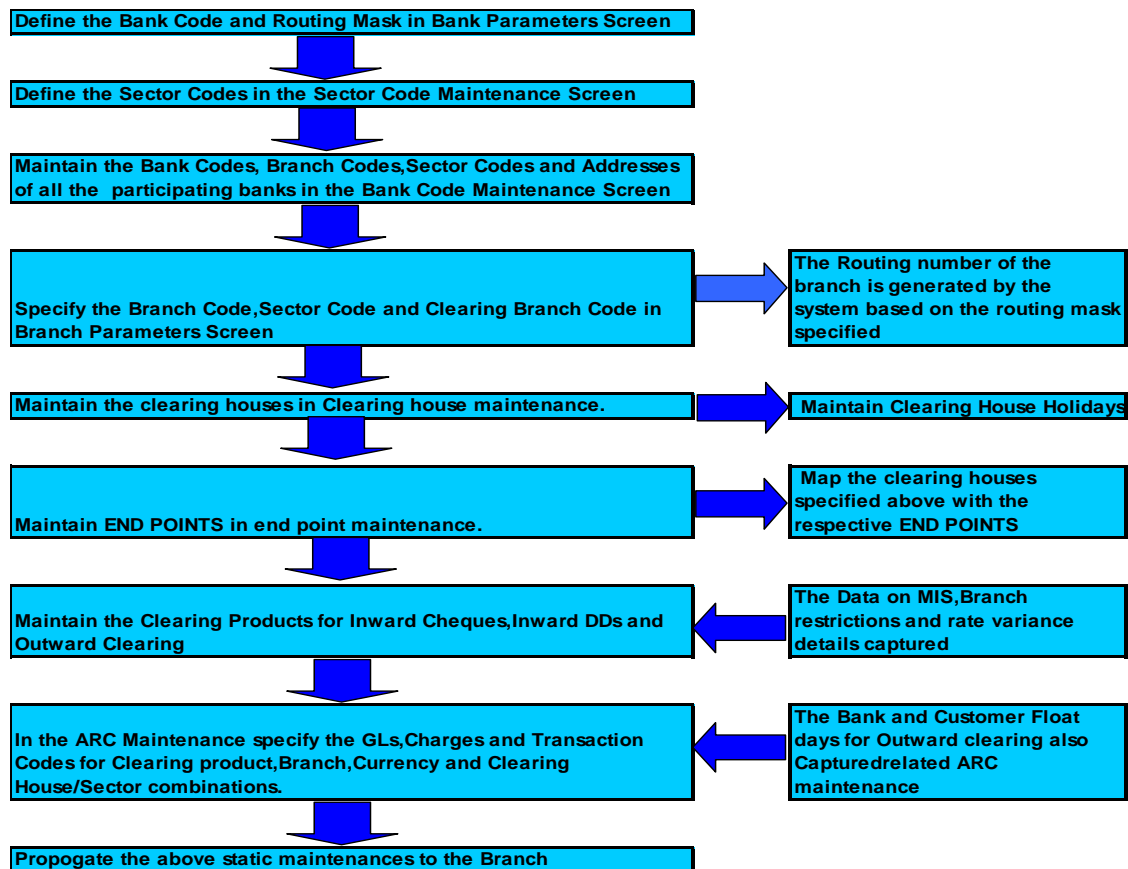 Define the Bank Code and Routing Mask in Bank Parameters Screen
Define the Sector Codes in the Sector Code Maintenance Screen
Maintain the Bank Codes, Branch Codes,Sector Codes and Addresses
of all the participating banks in the Bank Code Maintenance Screen
Specify the Branch Code,Sector Code and Clearing Branch Code in
Branch Parameters Screen
The Routing number of the
branch is generated by the
system based on the routing mask
specified
Maintain the clearing houses in Clearing house maintenance.
Maintain Clearing House Holidays
Maintain END POINTS in end point maintenance.
Map the clearing houses
specified above with the
respective END POINTS
Maintain the Clearing Products for Inward Cheques,Inward DDs and
Outward Clearing
The Data on MIS,Branch
restrictions and rate variance
details captured
In the ARC Maintenance specify the GLs,Charges and Transaction
Codes for Clearing product,Branch,Currency and Clearing
House/Sector combinations.
The Bank and Customer Float
days for Outward clearing also
Capturedrelated ARC
maintenance
Propogate the above static maintenances to the Branch